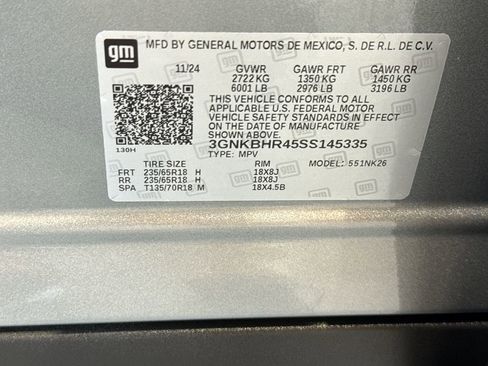 gm MFD BY GENERAL MOTORS DE MEXICO, S. DE R.L. DE C.V.
11/24 GVWR GAWR FRT GAWR RR
2722 KG 1350 KG 1450 KG
6001 LB 2976 LB 3196 LB
THIS VEHICLE CONFORMS TO ALL
APPLICABLE U.S. FEDERAL MOTOR
VEHICLE SAFETY STANDARDS IN EFFECT
ON THE DATE OF MANUFACTURE
SHOWN ABOVE.
130H 3GNKBHR45SS145335
TYPE: MPV MODEL: 551NK26
TIRE SIZE RIM
FRT 235/65R18 H 18X8J
RR 235/65R18 H 18X8J
SPA T135/70R18 M 18X4.5B